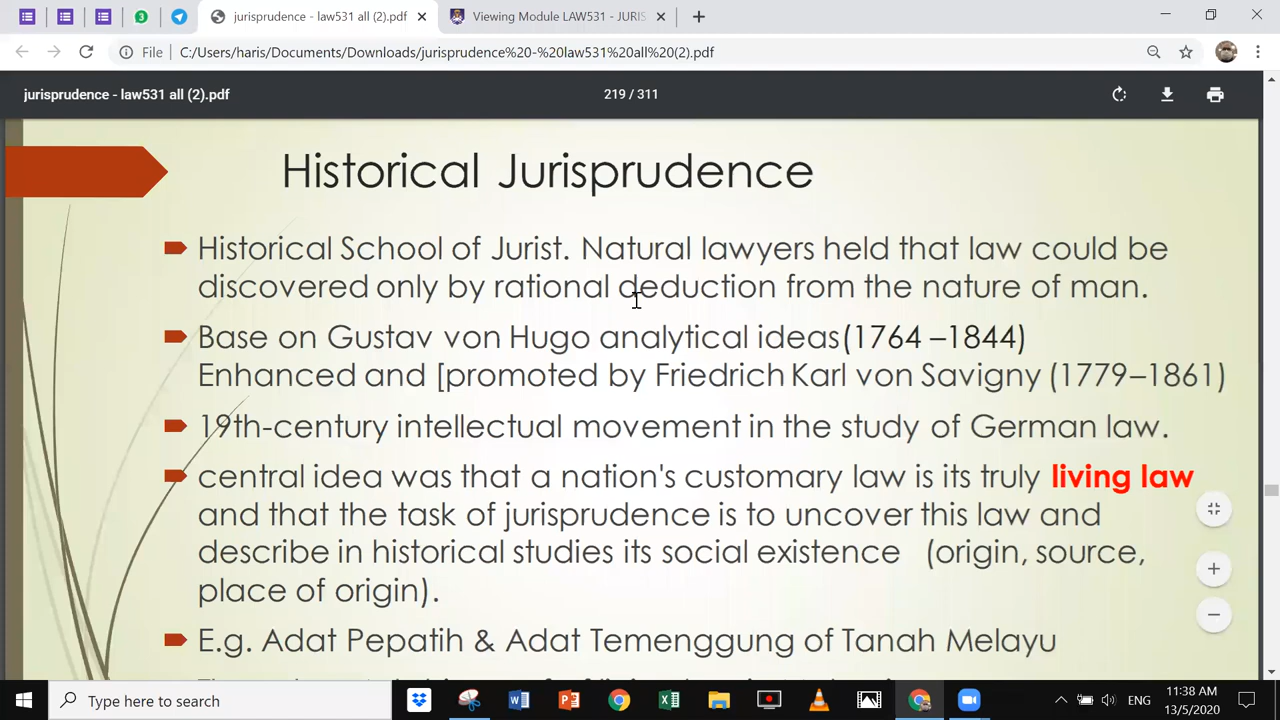 3
jurisprudence - law531 all (2).pdf
Viewing Module LAW531 - JURIS
File
C:/Users/haris/Documents/Downloads/jurisprudence%20-%20law531%20all%20(2).pdf
jurisprudence - law531 all (2).pdf
219 / 311
Historical Jurisprudence
Historical School of Jurist. Natural lawyers held that law could be
discovered only by rational deduction from the nature of man.
Base on Gustav von Hugo analytical ideas(1764 –1844)
Enhanced and [promoted by Friedrich Karl von Savigny (1779–1861)
19th-century intellectual movement in the study of German law.
central idea was that a nation's customary law is its truly living law
and that the task of jurisprudence is to uncover this law and
describe in historical studies its social existence (origin, source,
place of origin).
E.g. Adat Pepatih & Adat Temenggung of Tanah Melayu
Type here to search
ENG
11:38 AM
13/5/2020